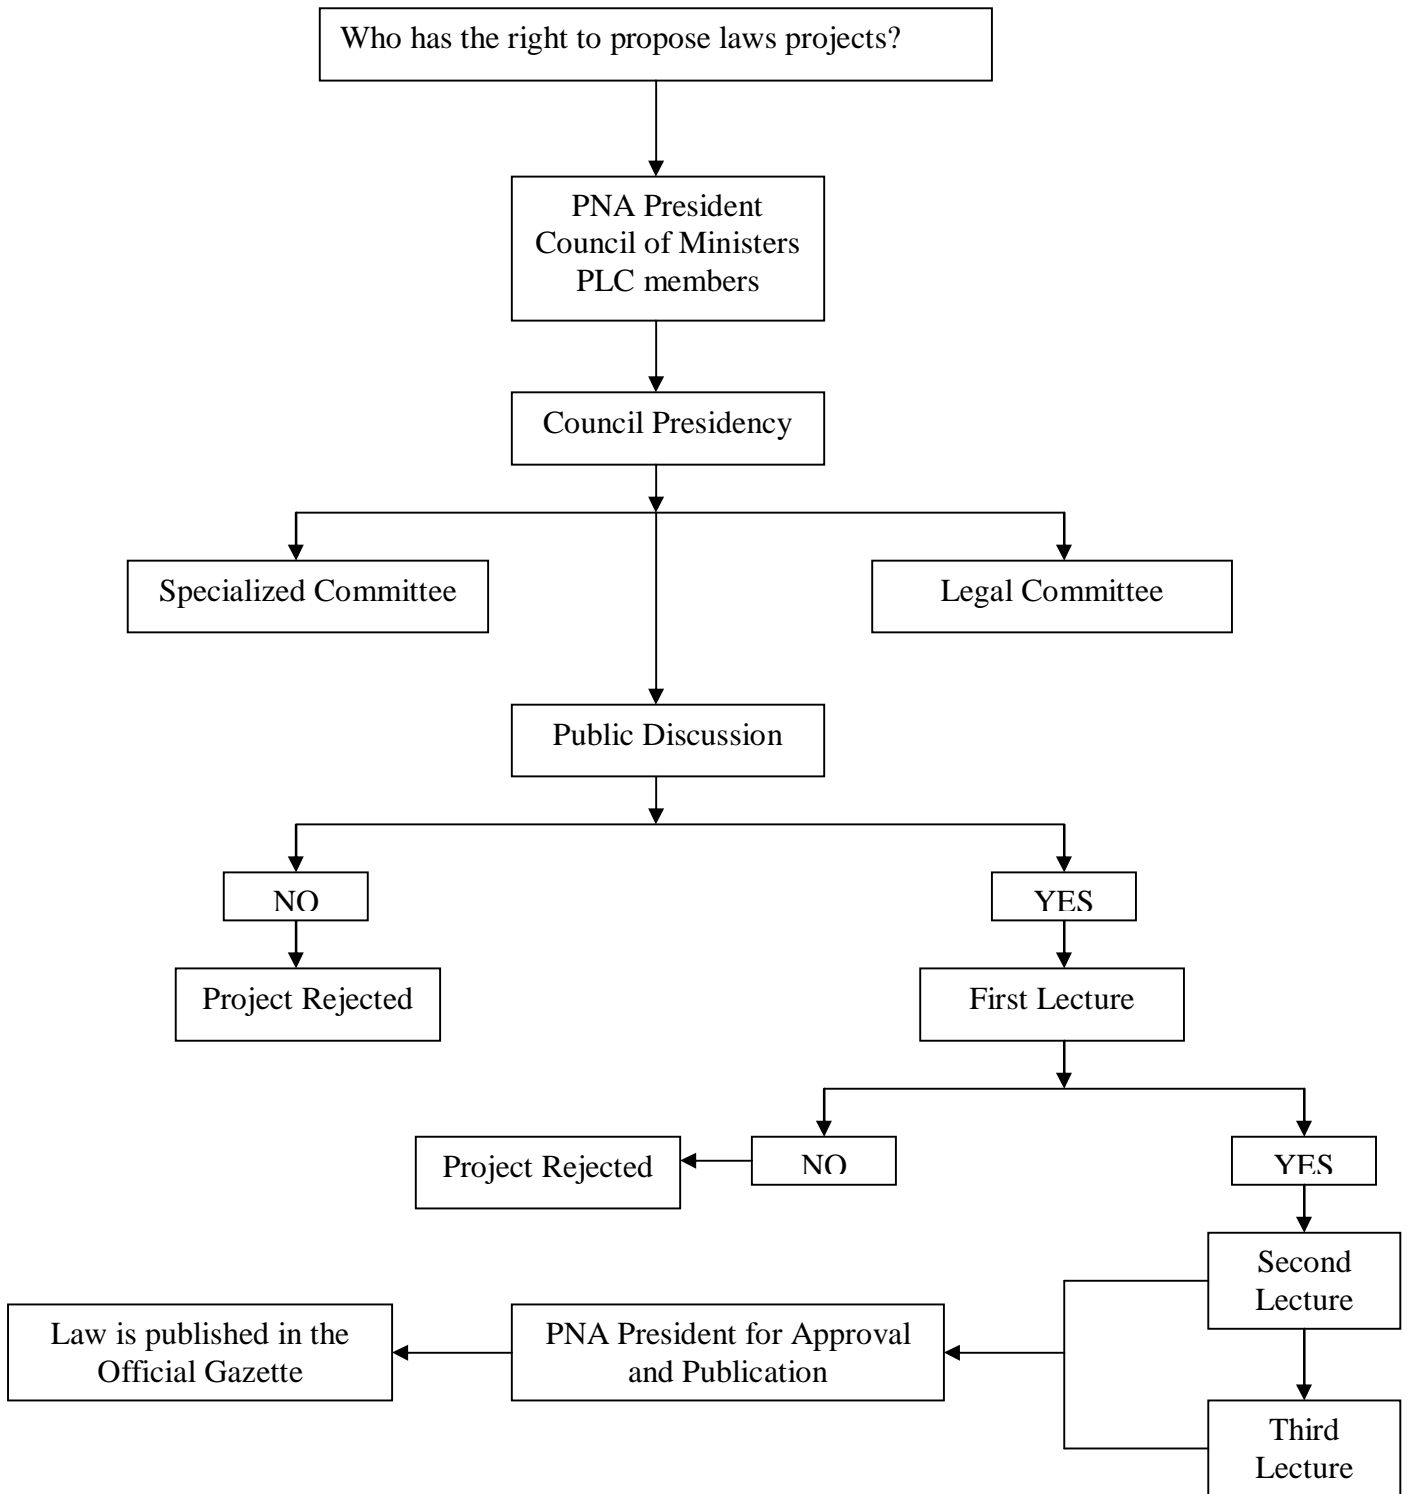 Who has the right to propose laws projects?
PNA President
Council of Ministers
PLC members
Council Presidency
Specialized Committee
Legal Committee
Public Discussion
NO
YES
Project Rejected
First Lecture
Project Rejected
NO
YES
Second
Lecture
Law is published in the
Official Gazette
PNA President for Approval
and Publication
Third
Lecture